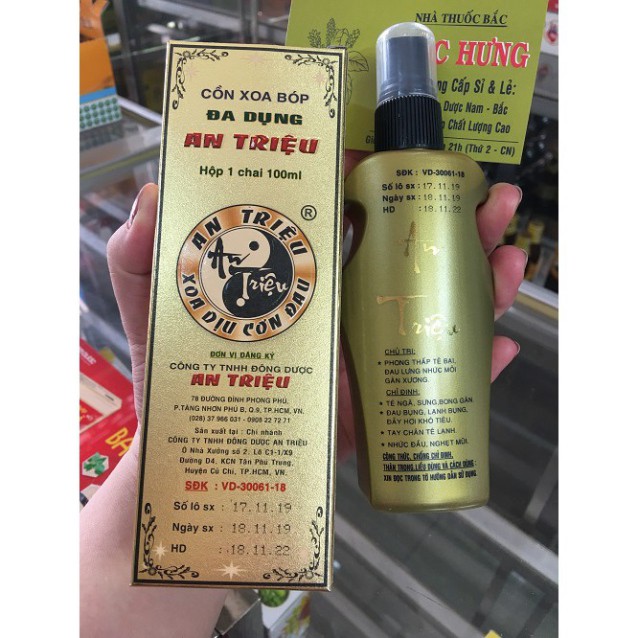 CỒN XOA BÓP
ĐA DỤNG
AN TRIỆU
Hộp 1 chai 100ml
®
AN TRIỆU
An
Triệu
XOA DỊU CƠN ĐAU
ĐƠN VỊ ĐĂNG KÝ
CÔNG TY TNHH ĐÔNG DƯỢC
AN TRIỆU
78 ĐƯỜNG ĐÌNH PHONG PHÚ,
P.TĂNG NHƠN PHÚ B, Q.9, TP.HCM, VN.
(028) 37 966 031 - 0908 22 72 71
Sản xuất tại : Chi nhánh
CÔNG TY TNHH ĐÔNG DƯỢC AN TRIỆU
Ô Nhà Xưởng số 2, Lô C1-1/X9
Đường D4, KCN Tân Phú Trung,
Huyện Củ Chi, TP.HCM, VN.
SĐK : VD-30061-18
Số lô sx : 17.11.19
Ngày sx : 18.11.19
HD : 18.11.22
NHÀ THUỐC BẮC
HƯNG
Cấp Sỉ & Lẻ:
Dược Nam - Bắc
Chất Lượng Cao
21h (Thứ 2 - CN)
SĐK: VD-30061-18
Số lô sx : 17.11.19
Ngày sx : 18.11.19
HD : 18.11.22
An
Triệu
CHỦ TRỊ:
• PHONG THẤP TÊ BẠI,
ĐAU LƯNG NHỨC MỎI
GÂN XƯƠNG.
CHỈ ĐỊNH:
• TÉ NGÃ, SƯNG, BONG GÂN
• ĐAU BỤNG, LẠNH BỤNG,
ĐẦY HƠI KHÓ TIÊU.
• TAY CHÂN TÊ LẠNH.
• NHỨC ĐẦU, NGHẸT MŨI.
CÔNG THỨC, CHỐNG CHỈ ĐỊNH,
THẬN TRỌNG, LIỀU DÙNG VÀ CÁCH DÙNG :
XIN ĐỌC TRONG TỜ HƯỚNG DẪN SỬ DỤNG